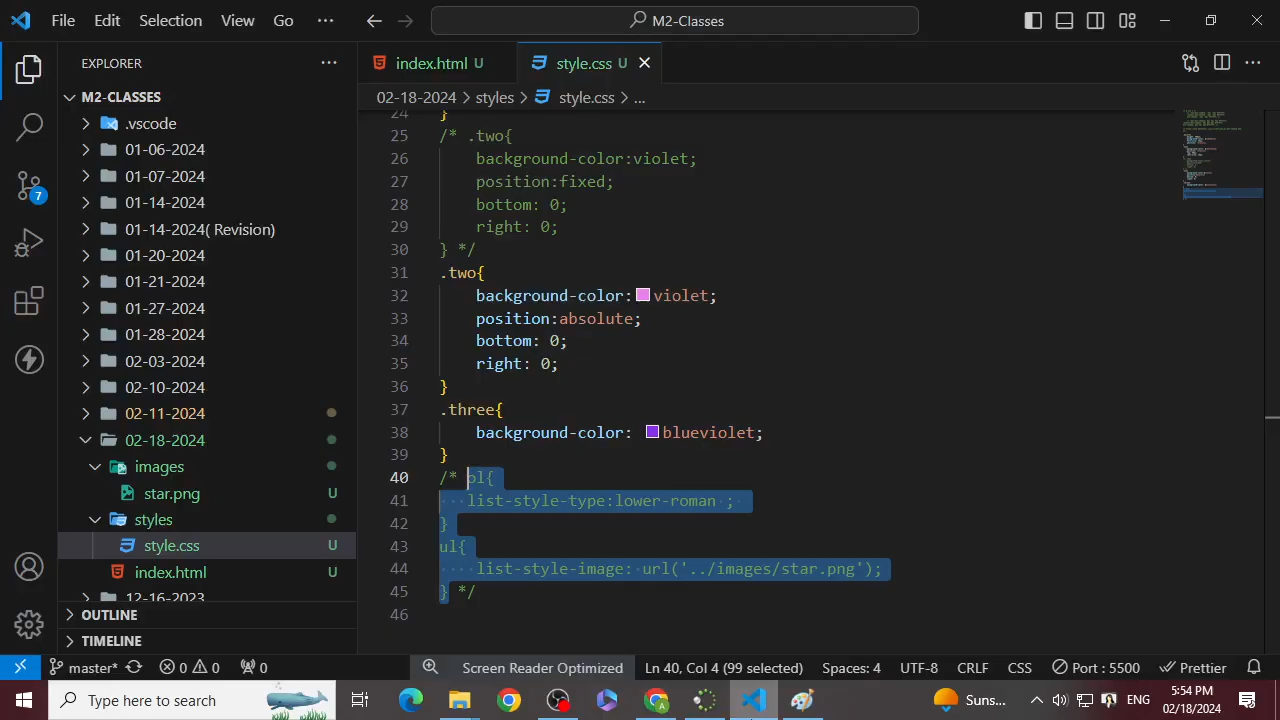 File Edit Selection View Go ··· M2-Classes
EXPLORER ···
M2-CLASSES
.vscode
01-06-2024
01-07-2024
01-14-2024
01-14-2024( Revision)
01-20-2024
01-21-2024
01-27-2024
01-28-2024
02-03-2024
02-10-2024
02-11-2024
02-18-2024
images
star.png U
styles
style.css U
index.html U
12-16-2023
OUTLINE
TIMELINE
7
index.html U style.css U
02-18-2024 > styles > style.css > ...
24 }
25 /* .two{
26 background-color:violet;
27 position:fixed;
28 bottom: 0;
29 right: 0;
30 } */
31 .two{
32 background-color:violet;
33 position:absolute;
34 bottom: 0;
35 right: 0;
36 }
37 .three{
38 background-color: blueviolet;
39 }
40 /* ol{
41 list-style-type:lower-roman ;
42 }
43 ul{
44 list-style-image: url('../images/star.png');
45 } */
46
master* 0 0 0 Screen Reader Optimized Ln 40, Col 4 (99 selected) Spaces: 4 UTF-8 CRLF CSS Port : 5500 Prettier
Type here to search Suns... ENG 5:54 PM
02/18/2024